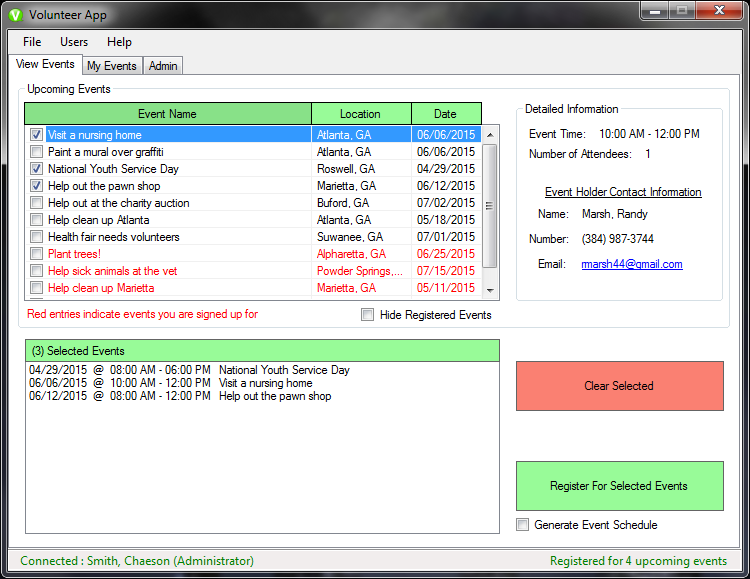 Volunteer App
File Users Help
View Events My Events Admin
Upcoming Events
Event Name Location Date
Visit a nursing home Atlanta, GA 06/06/2015
Paint a mural over graffiti Atlanta, GA 06/06/2015
National Youth Service Day Roswell, GA 04/29/2015
Help out the pawn shop Marietta, GA 06/12/2015
Help out at the charity auction Buford, GA 07/02/2015
Help clean up Atlanta Atlanta, GA 05/18/2015
Health fair needs volunteers Suwanee, GA 07/01/2015
Plant trees! Alpharetta, GA 06/25/2015
Help sick animals at the vet Powder Springs,... 07/15/2015
Help clean up Marietta Marietta, GA 05/11/2015
Red entries indicate events you are signed up for
Hide Registered Events
Detailed Information
Event Time: 10:00 AM - 12:00 PM
Number of Attendees: 1
Event Holder Contact Information
Name: Marsh, Randy
Number: (384) 987-3744
Email: rmarsh44@gmail.com
(3) Selected Events
04/29/2015 @ 08:00 AM - 06:00 PM National Youth Service Day
06/06/2015 @ 10:00 AM - 12:00 PM Visit a nursing home
06/12/2015 @ 08:00 AM - 12:00 PM Help out the pawn shop
Clear Selected
Register For Selected Events
Generate Event Schedule
Connected : Smith, Chaeson (Administrator)
Registered for 4 upcoming events